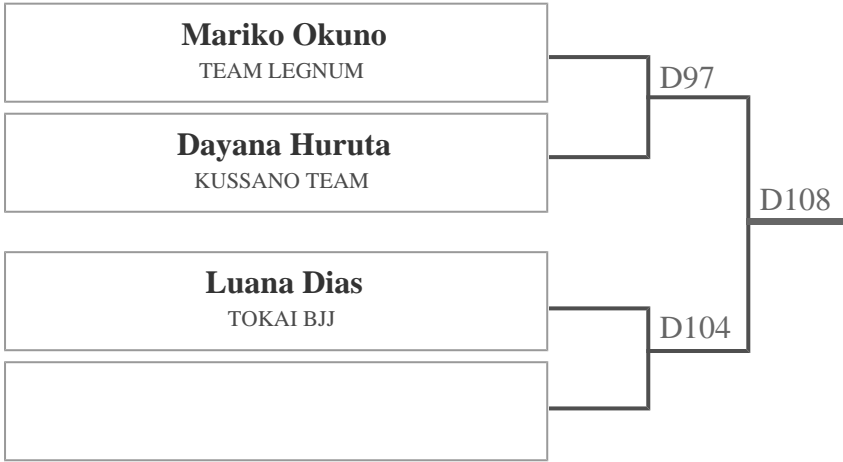 Mariko Okuno
TEAM LEGNUM
D97
Dayana Huruta
KUSSANO TEAM
D108
Luana Dias
TOKAI BJJ
D104